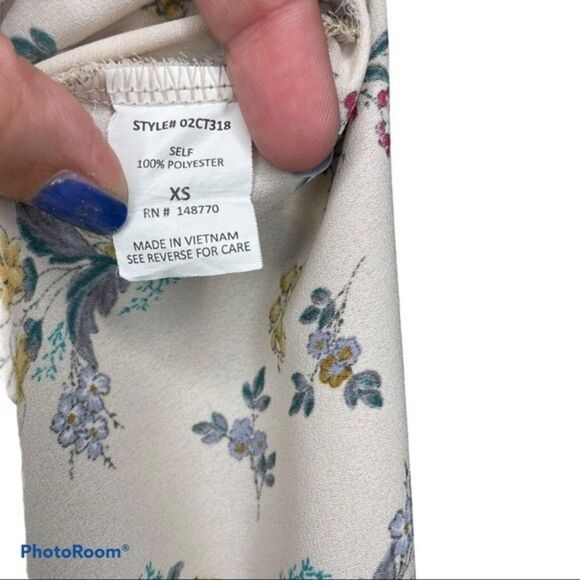 STYLE# 02CT318
SELF
100% POLYESTER
XS
RN # 148770
MADE IN VIETNAM
SEE REVERSE FOR CARE
PhotoRoom®